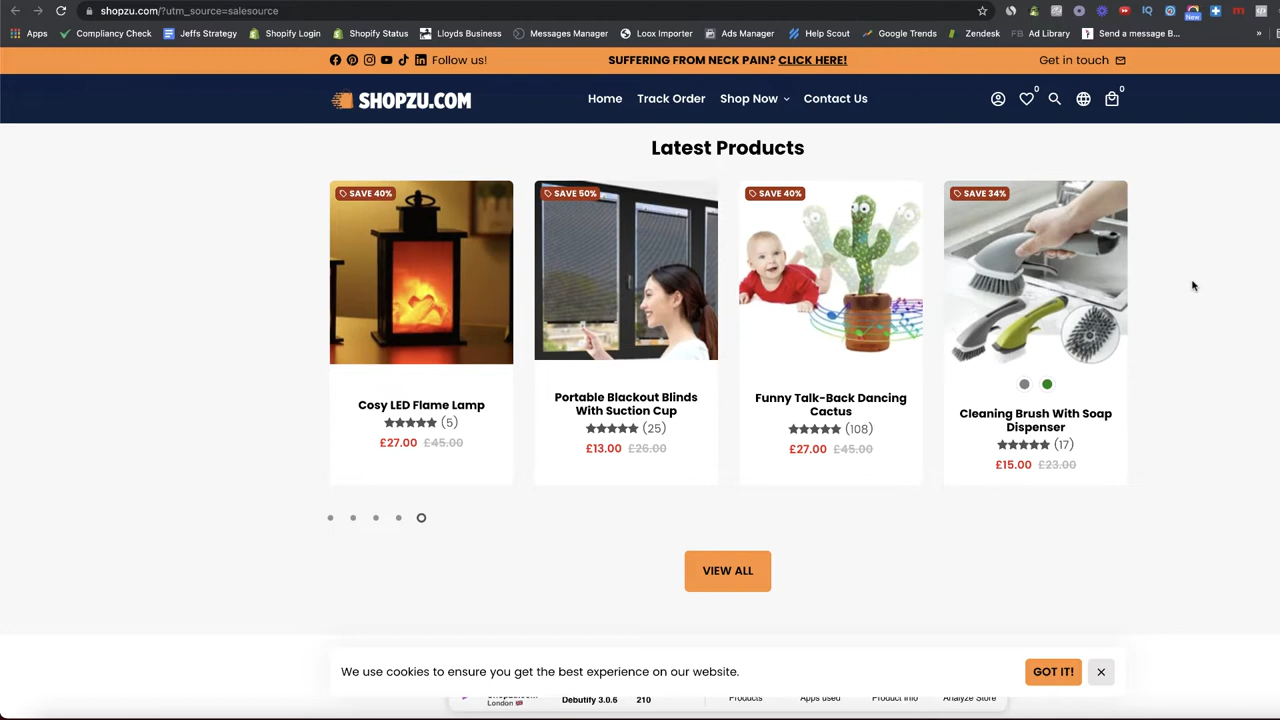 shopzu.com/?utm_source=salesource
New
Apps Compliancy Check Jeffs Strategy Shopify Login Shopify Status Lloyds Business Messages Manager Loox Importer Ads Manager Help Scout Google Trends Zendesk Ad Library Send a message B... »
Follow us! SUFFERING FROM NECK PAIN? CLICK HERE! Get in touch
SHOPZU.COM Home Track Order Shop Now Contact Us 0 0
Latest Products
SAVE 40% SAVE 50% SAVE 40% SAVE 34%
Cosy LED Flame Lamp
(5)
£27.00 £45.00
Portable Blackout Blinds
With Suction Cup
(25)
£13.00 £26.00
Funny Talk-Back Dancing
Cactus
(108)
£27.00 £45.00
Cleaning Brush With Soap
Dispenser
(17)
£15.00 £23.00
VIEW ALL
We use cookies to ensure you get the best experience on our website. GOT IT!
London Debutify 3.0.6 210 Products Apps used Product Info Analyze Store